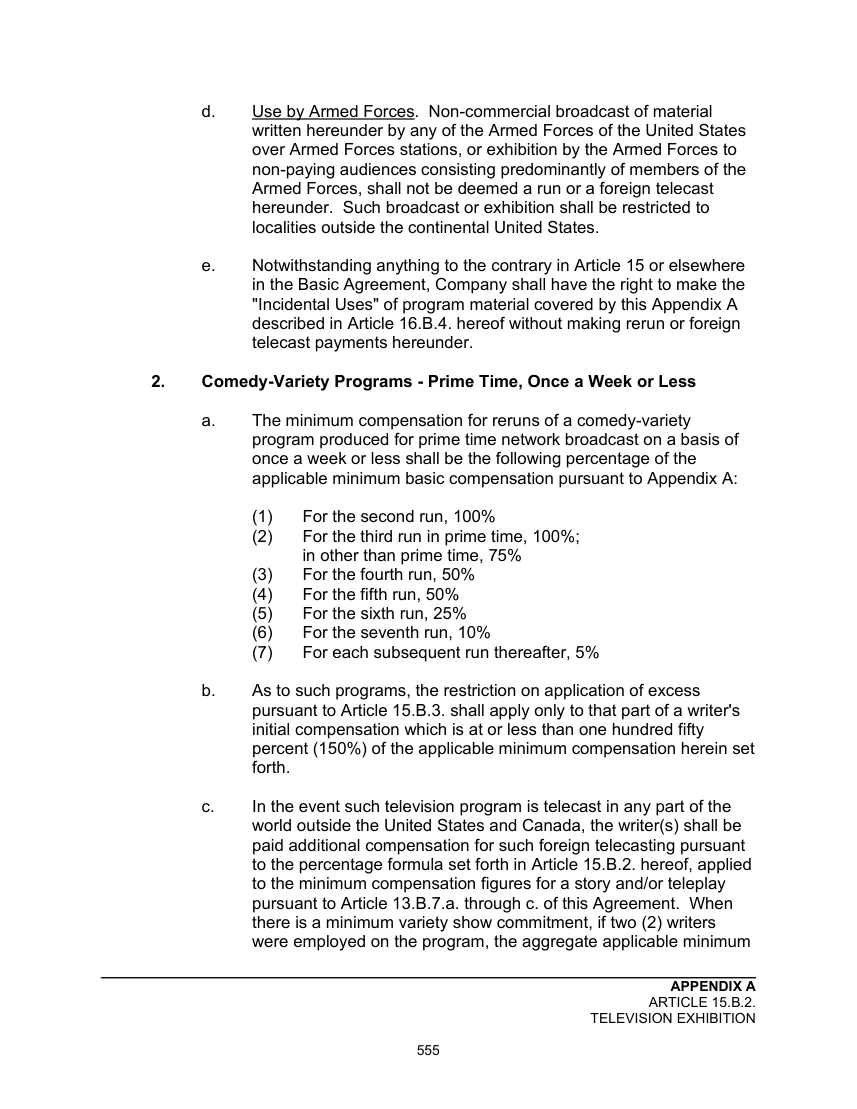 d. Use by Armed Forces. Non-commercial broadcast of material
written hereunder by any of the Armed Forces of the United States
over Armed Forces stations, or exhibition by the Armed Forces to
non-paying audiences consisting predominantly of members of the
Armed Forces, shall not be deemed a run or a foreign telecast
hereunder. Such broadcast or exhibition shall be restricted to
localities outside the continental United States.
e. Notwithstanding anything to the contrary in Article 15 or elsewhere
in the Basic Agreement, Company shall have the right to make the
"Incidental Uses" of program material covered by this Appendix A
described in Article 16.B.4. hereof without making rerun or foreign
telecast payments hereunder.
2. Comedy-Variety Programs - Prime Time, Once a Week or Less
a. The minimum compensation for reruns of a comedy-variety
program produced for prime time network broadcast on a basis of
once a week or less shall be the following percentage of the
applicable minimum basic compensation pursuant to Appendix A:
(1) For the second run, 100%
(2) For the third run in prime time, 100%;
in other than prime time, 75%
(3) For the fourth run, 50%
(4) For the fifth run, 50%
(5) For the sixth run, 25%
(6) For the seventh run, 10%
(7) For each subsequent run thereafter, 5%
b. As to such programs, the restriction on application of excess
pursuant to Article 15.B.3. shall apply only to that part of a writer's
initial compensation which is at or less than one hundred fifty
percent (150%) of the applicable minimum compensation herein set
forth.
c. In the event such television program is telecast in any part of the
world outside the United States and Canada, the writer(s) shall be
paid additional compensation for such foreign telecasting pursuant
to the percentage formula set forth in Article 15.B.2. hereof, applied
to the minimum compensation figures for a story and/or teleplay
pursuant to Article 13.B.7.a. through c. of this Agreement. When
there is a minimum variety show commitment, if two (2) writers
were employed on the program, the aggregate applicable minimum
APPENDIX A
ARTICLE 15.B.2.
TELEVISION EXHIBITION
555